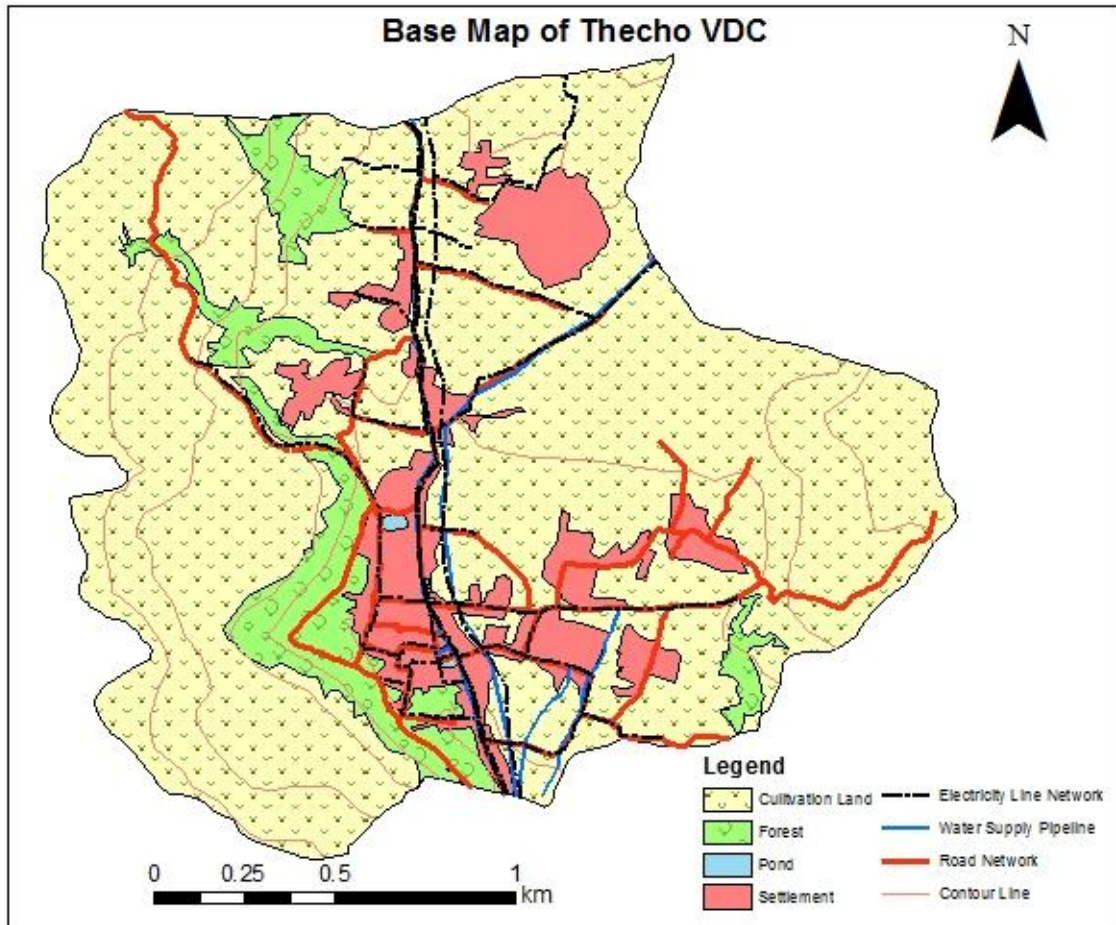 Base Map of Thecho VDC
N
Legend
Cultivation Land
Forest
Pond
Settlement
Electricity Line Network
Water Supply Pipeline
Road Network
Contour Line
0 0.25 0.5 1
km